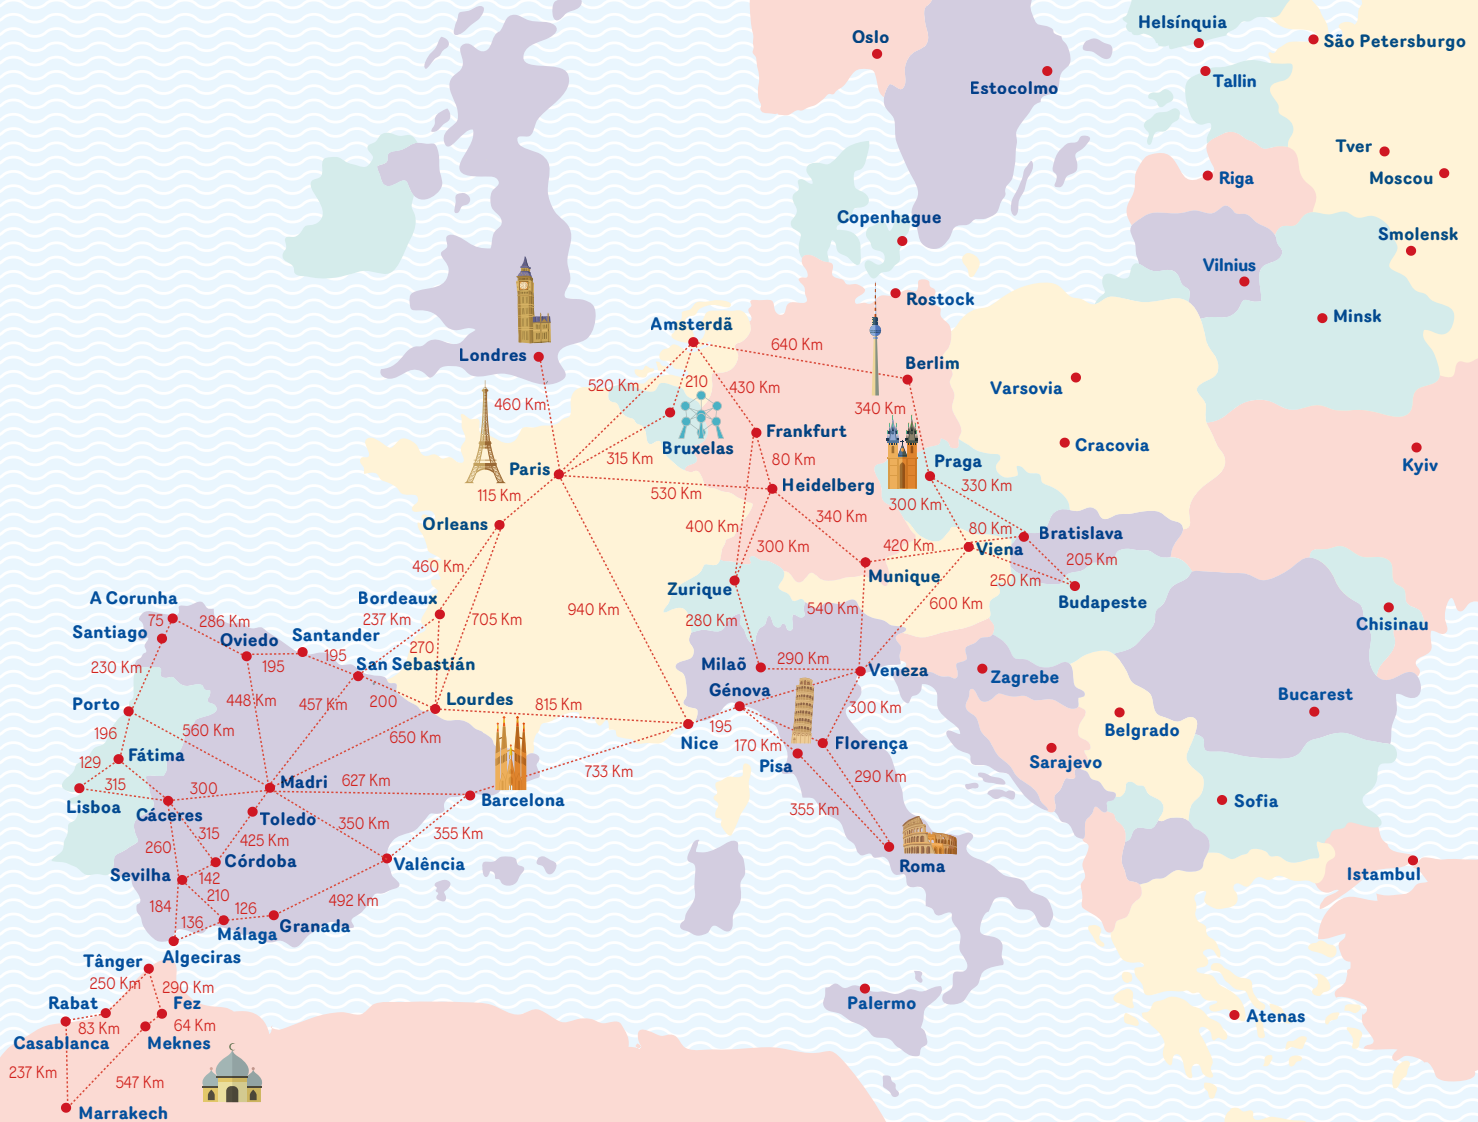 Helsínquia
Oslo
São Petersburgo
Estocolmo
Tallin
Tver
Riga
Moscou
Copenhague
Smolensk
Vilnius
Rostock
Minsk
Amsterdã
640 Km
Londres
Berlim
520 Km
210
430 Km
Varsovia
460 Km
340 Km
Frankfurt
Cracovia
Bruxelas
315 Km
80 Km
Praga
Kyiv
Paris
Heidelberg
330 Km
115 Km
530 Km
300 Km
Orleans
400 Km
340 Km
80 Km
Bratislava
300 Km
420 Km
Viena
205 Km
460 Km
Munique
250 Km
Zurique
A Corunha
Bordeaux
Budapeste
75
286 Km
237 Km
705 Km
940 Km
280 Km
540 Km
600 Km
Chisinau
Santiago
Oviedo
Santander
270
230 Km
195
195
San Sebastián
Milaõ
290 Km
Veneza
Zagrebe
Porto
448 Km
457 Km
200
Lourdes
815 Km
Génova
300 Km
Bucarest
196
560 Km
650 Km
195
Nice
170 Km
Florença
Belgrado
129
Fátima
Pisa
Sarajevo
315
300
Madri
627 Km
733 Km
290 Km
Lisboa
Cáceres
Toledo
Barcelona
355 Km
Sofia
315
425 Km
350 Km
355 Km
260
Córdoba
Valência
Roma
Istambul
Sevilha
142
210
184
126
492 Km
136
Málaga
Granada
Algeciras
Tânger
250 Km
290 Km
Rabat
Fez
Palermo
Atenas
83 Km
64 Km
Casablanca
Meknes
237 Km
547 Km
Marrakech